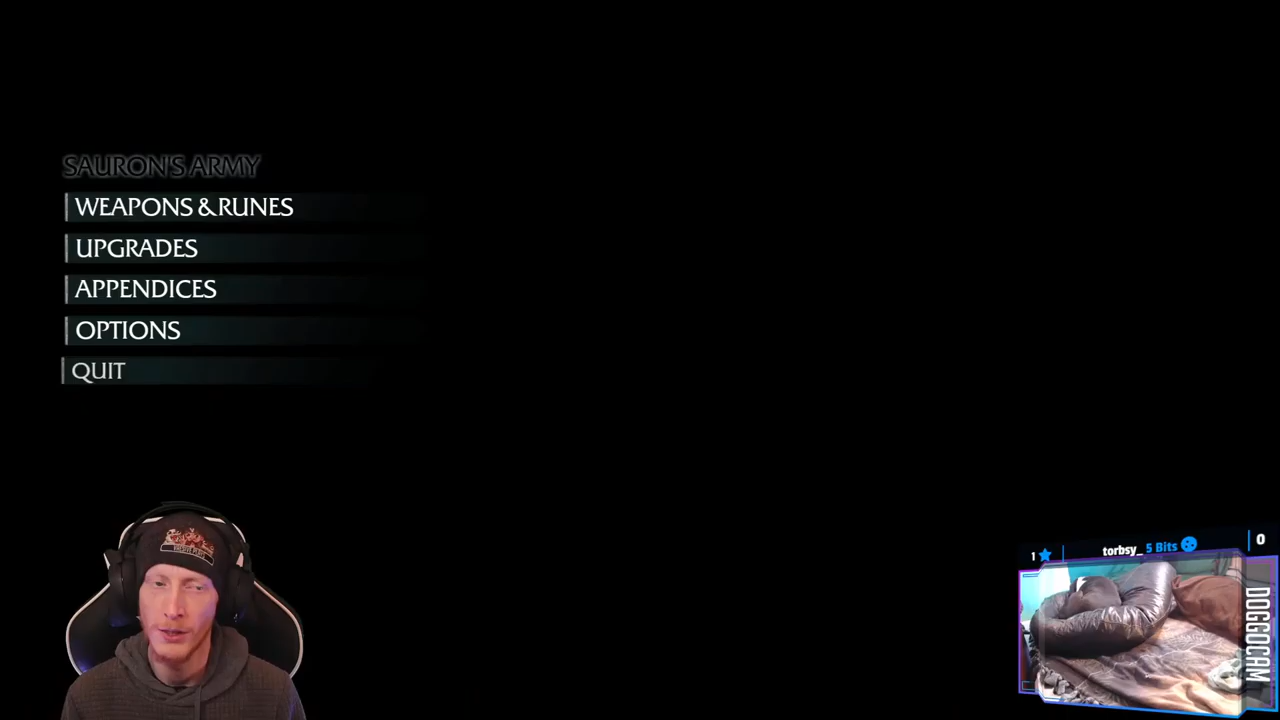 SAURON'S ARMY
WEAPONS & RUNES
UPGRADES
APPENDICES
OPTIONS
QUIT
1
torbsy_ 5 Bits
0
DOGGOCAM